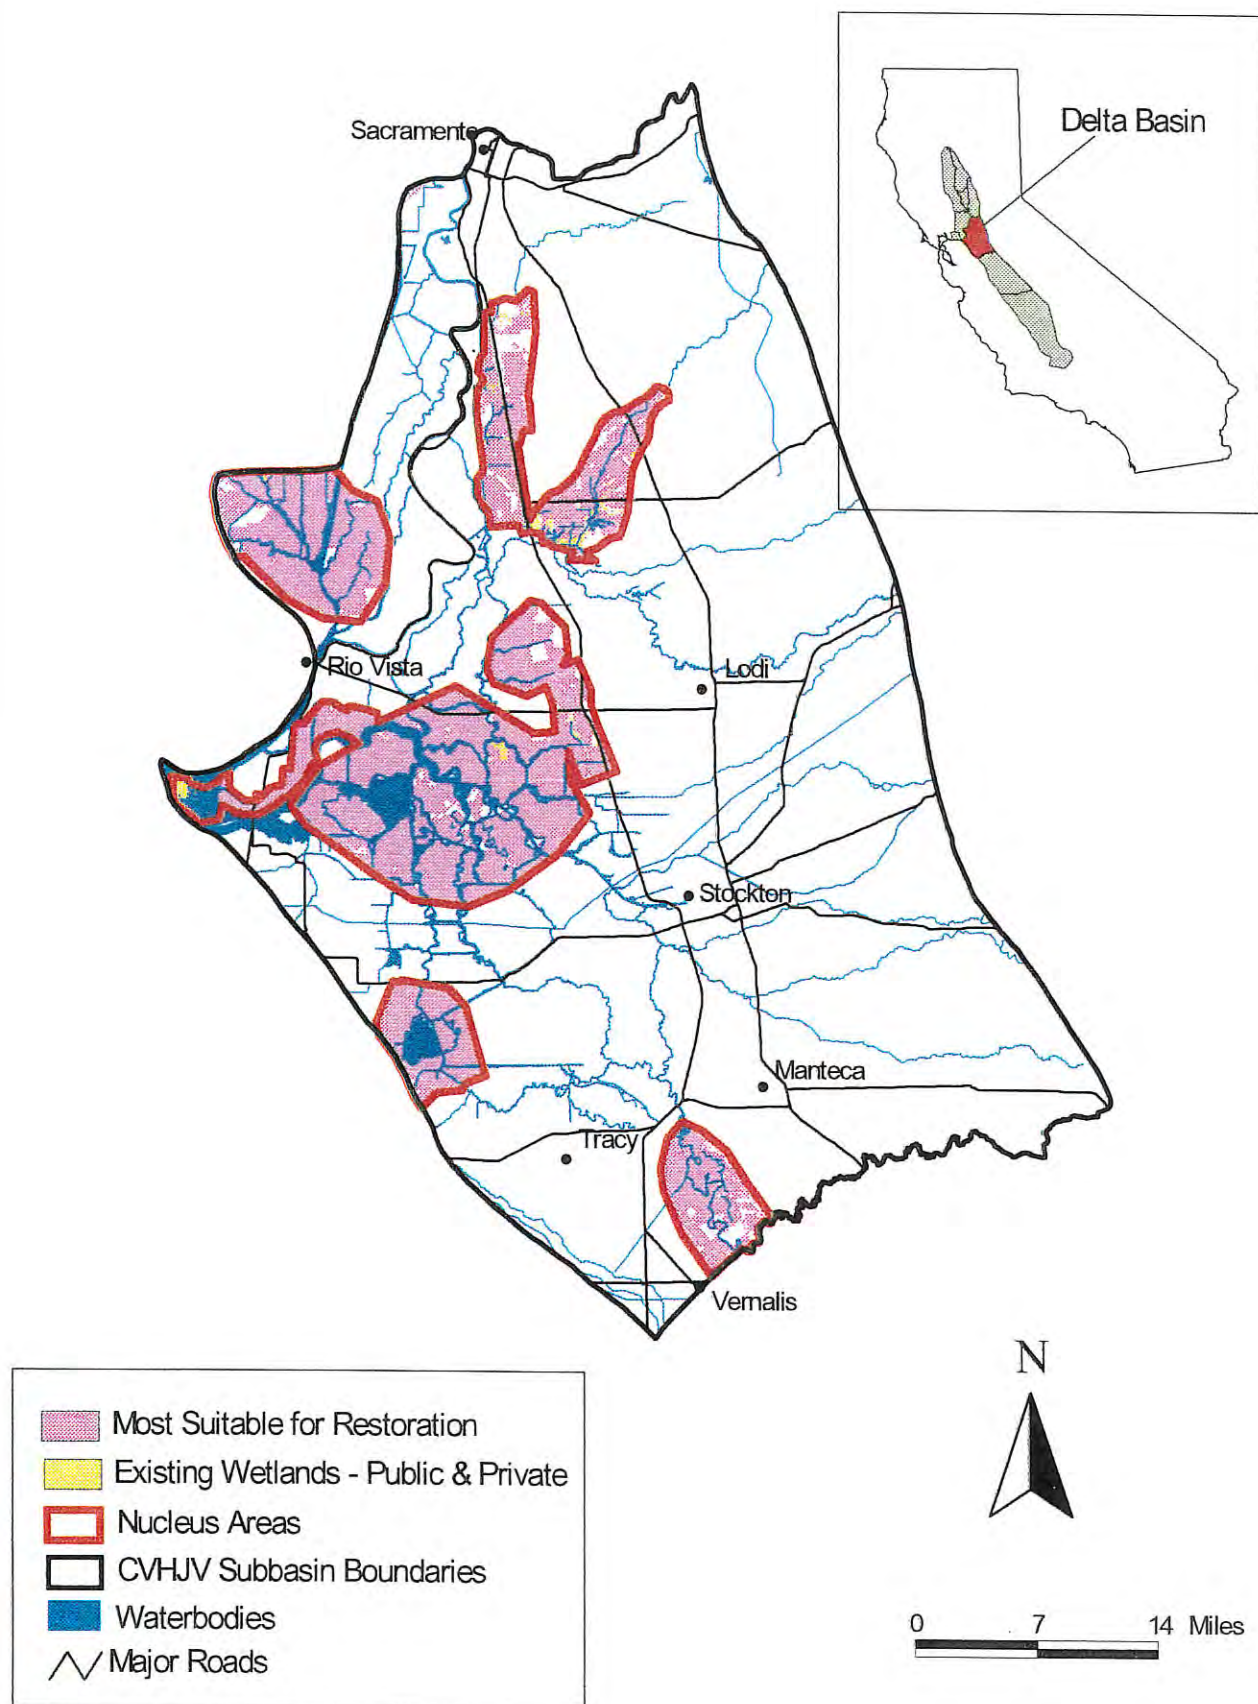 Delta Basin
Sacramento
Rio Vista
Lodi
Stockton
Manteca
Tracy
Vernalis
N
Most Suitable for Restoration
Existing Wetlands - Public & Private
Nucleus Areas
CVHJV Subbasin Boundaries
Waterbodies
Major Roads
0 7 14 Miles